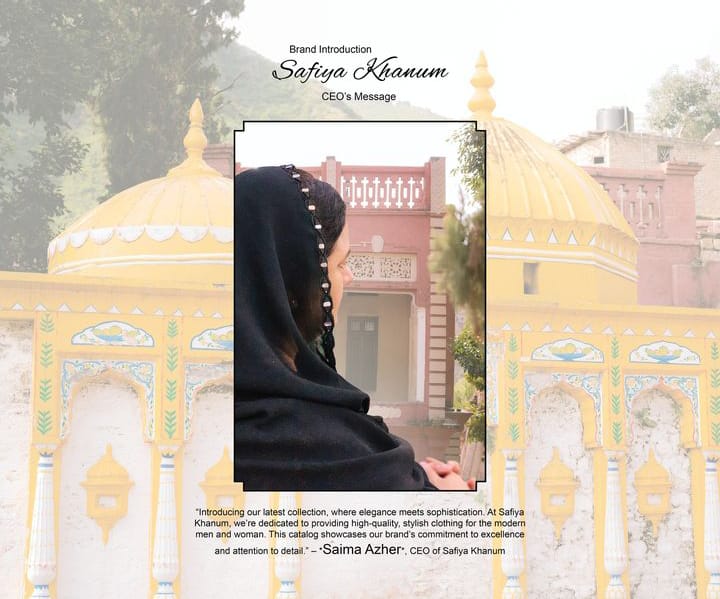 Brand Introduction
Safiya Khanum
CEO's Message
"Introducing our latest collection, where elegance meets sophistication. At Safiya
Khanum, we're dedicated to providing high-quality, stylish clothing for the modern
men and woman. This catalog showcases our brand's commitment to excellence
and attention to detail." – "Saima Azher", CEO of Safiya Khanum